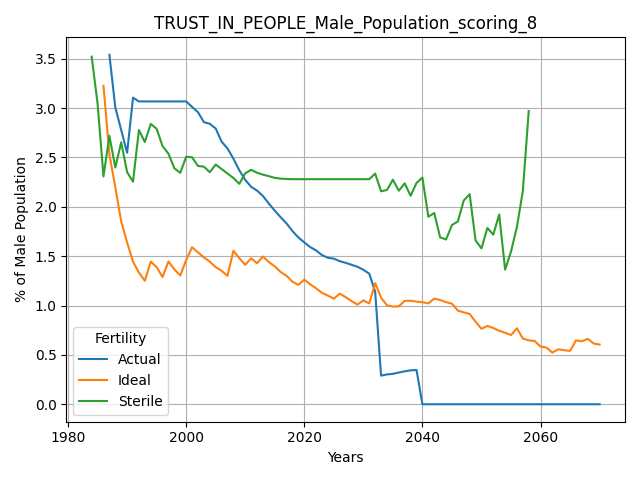 TRUST_IN_PEOPLE_Male_Population_scoring_8
% of Male Population
3.5
3.0
2.5
2.0
1.5
1.0
0.5
0.0
Fertility
Actual
Ideal
Sterile
1980
2000
2020
2040
2060
Years